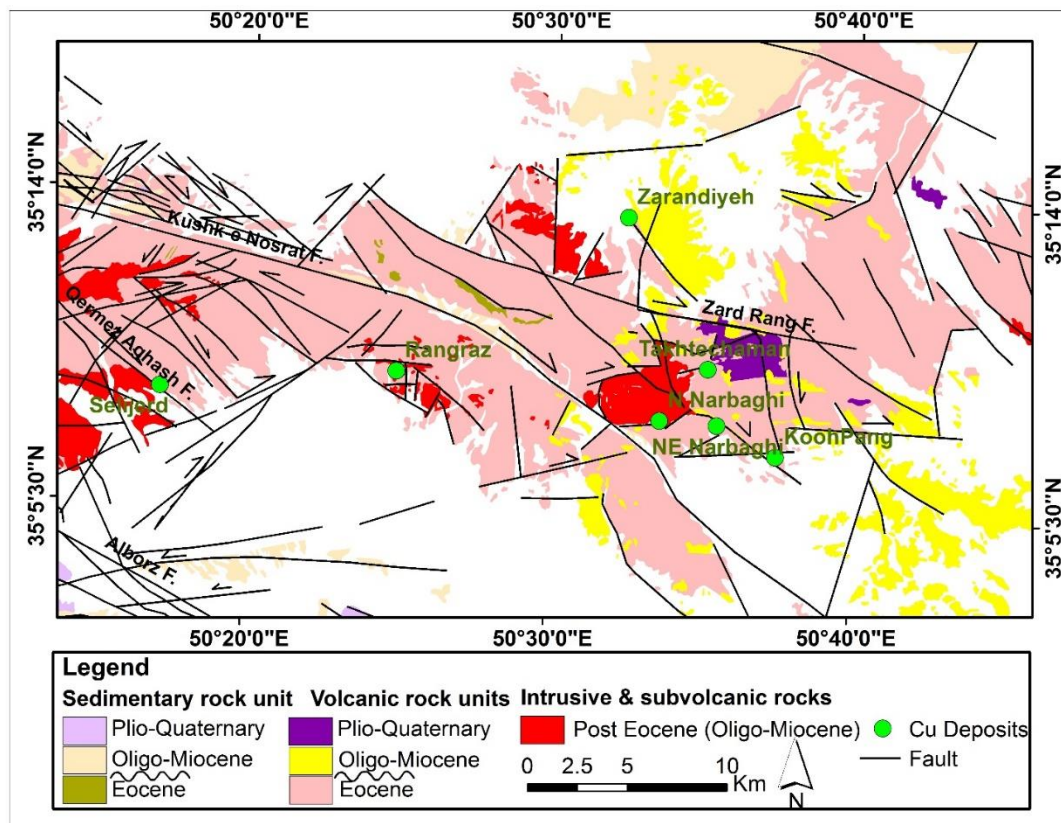 50°20'0"E 50°30'0"E 50°40'0"E
35°14'0"N
35°14'0"N
Zarandiyeh
Kushk-e Nosrat F.
Zard Rang F.
Qermez Aghash F.
Rangraz
Takhtechaman
Selijerd
N Narbaghi
NE Narbaghi
KoohPang
35°5'30"N
35°5'30"N
Alborz F.
50°20'0"E 50°30'0"E 50°40'0"E
Legend
Sedimentary rock unit Volcanic rock units Intrusive & subvolcanic rocks
Plio-Quaternary Plio-Quaternary Post Eocene (Oligo-Miocene) Cu Deposits
Oligo-Miocene Oligo-Miocene 0 2.5 5 10 Fault
Eocene Eocene Km
N